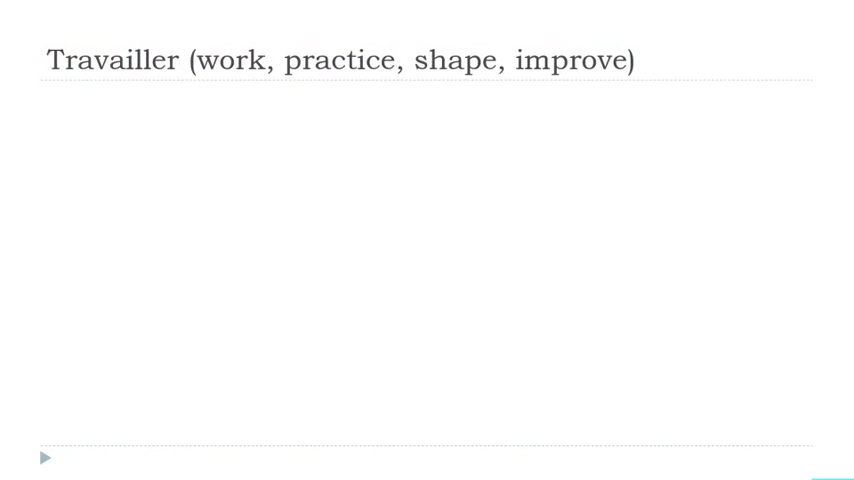 Travailler (work, practice, shape, improve)